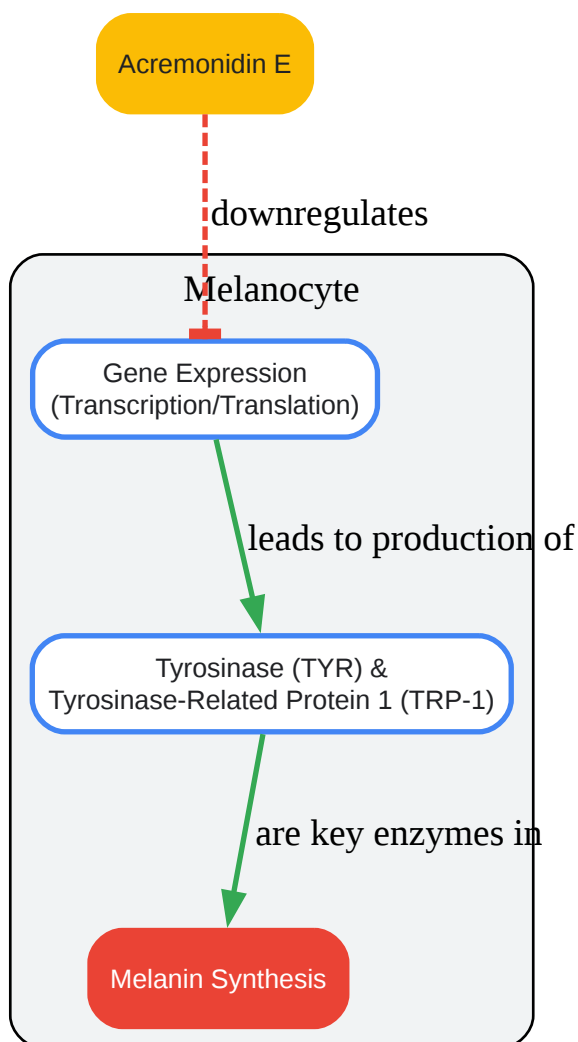 Acremonidin E
downregulates
Melanocyte
Gene Expression
(Transcription/Translation)
leads to production of
Tyrosinase (TYR) &
Tyrosinase-Related Protein 1 (TRP-1)
are key enzymes in
Melanin Synthesis